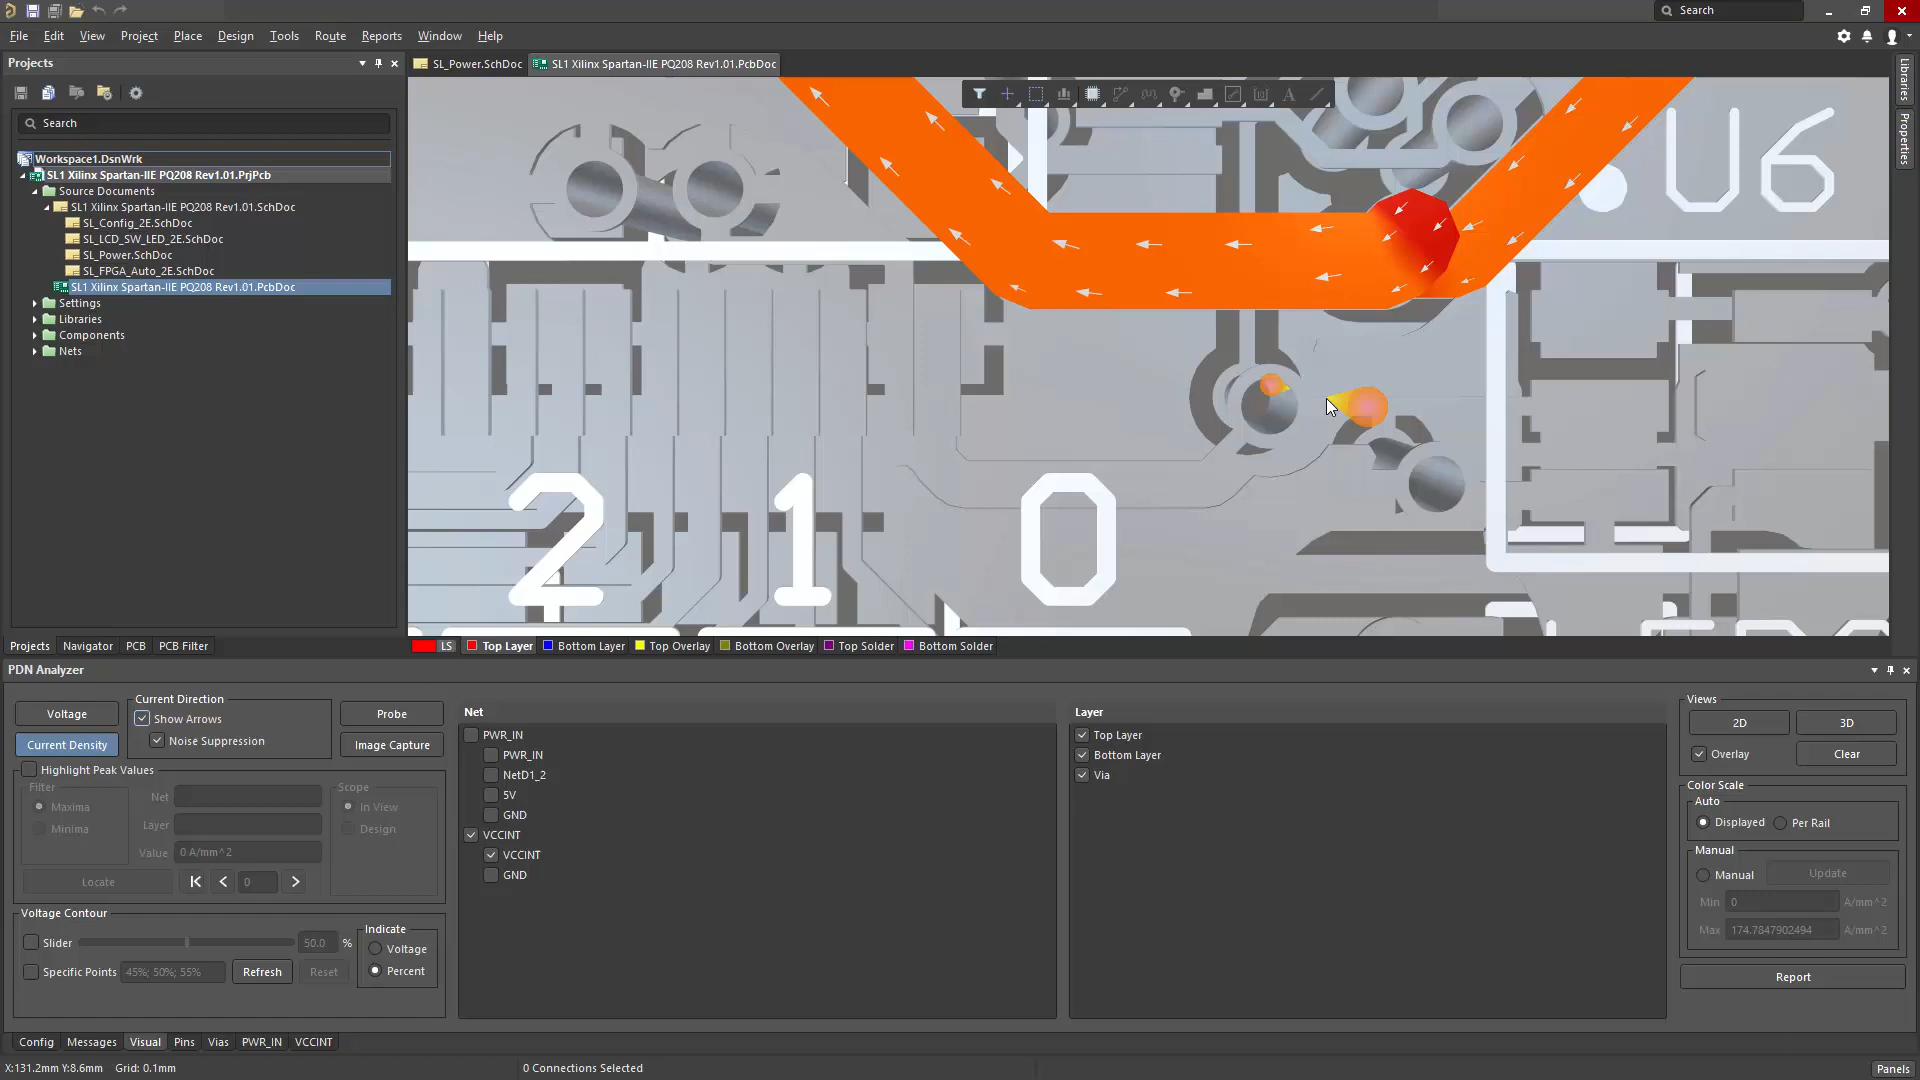 Search
File Edit View Project Place Design Tools Route Reports Window Help
Projects
SL_Power.SchDoc
SL1 Xilinx Spartan-IIE PQ208 Rev1.01.PcbDoc
Search
Workspace1.DsnWrk
SL1 Xilinx Spartan-IIE PQ208 Rev1.01.PrjPcb
Source Documents
SL1 Xilinx Spartan-IIE PQ208 Rev1.01.SchDoc
SL_Config_2E.SchDoc
SL_LCD_SW_LED_2E.SchDoc
SL_Power.SchDoc
SL_FPGA_Auto_2E.SchDoc
SL1 Xilinx Spartan-IIE PQ208 Rev1.01.PcbDoc
Settings
Libraries
Components
Nets
U6
2 1 0
Libraries
Properties
Projects Navigator PCB PCB Filter
LS Top Layer Bottom Layer Top Overlay Bottom Overlay Top Solder Bottom Solder
PDN Analyzer
Voltage
Current Density
Current Direction
Show Arrows
Noise Suppression
Probe
Image Capture
Highlight Peak Values
Filter
Maxima
Minima
Net
Layer
Value 0 A/mm^2
Scope
In View
Design
Locate
0
Voltage Contour
Slider 50.0 %
Specific Points 45%; 50%; 55% Refresh Reset
Indicate
Voltage
Percent
Net
PWR_IN
PWR_IN
NetD1_2
5V
GND
VCCINT
VCCINT
GND
Layer
Top Layer
Bottom Layer
Via
Views
2D 3D
Overlay Clear
Color Scale
Auto
Displayed Per Rail
Manual
Manual Update
Min 0 A/mm^2
Max 174.7847902494 A/mm^2
Report
Config Messages Visual Pins Vias PWR_IN VCCINT
X:131.2mm Y:8.6mm Grid: 0.1mm
0 Connections Selected
Panels